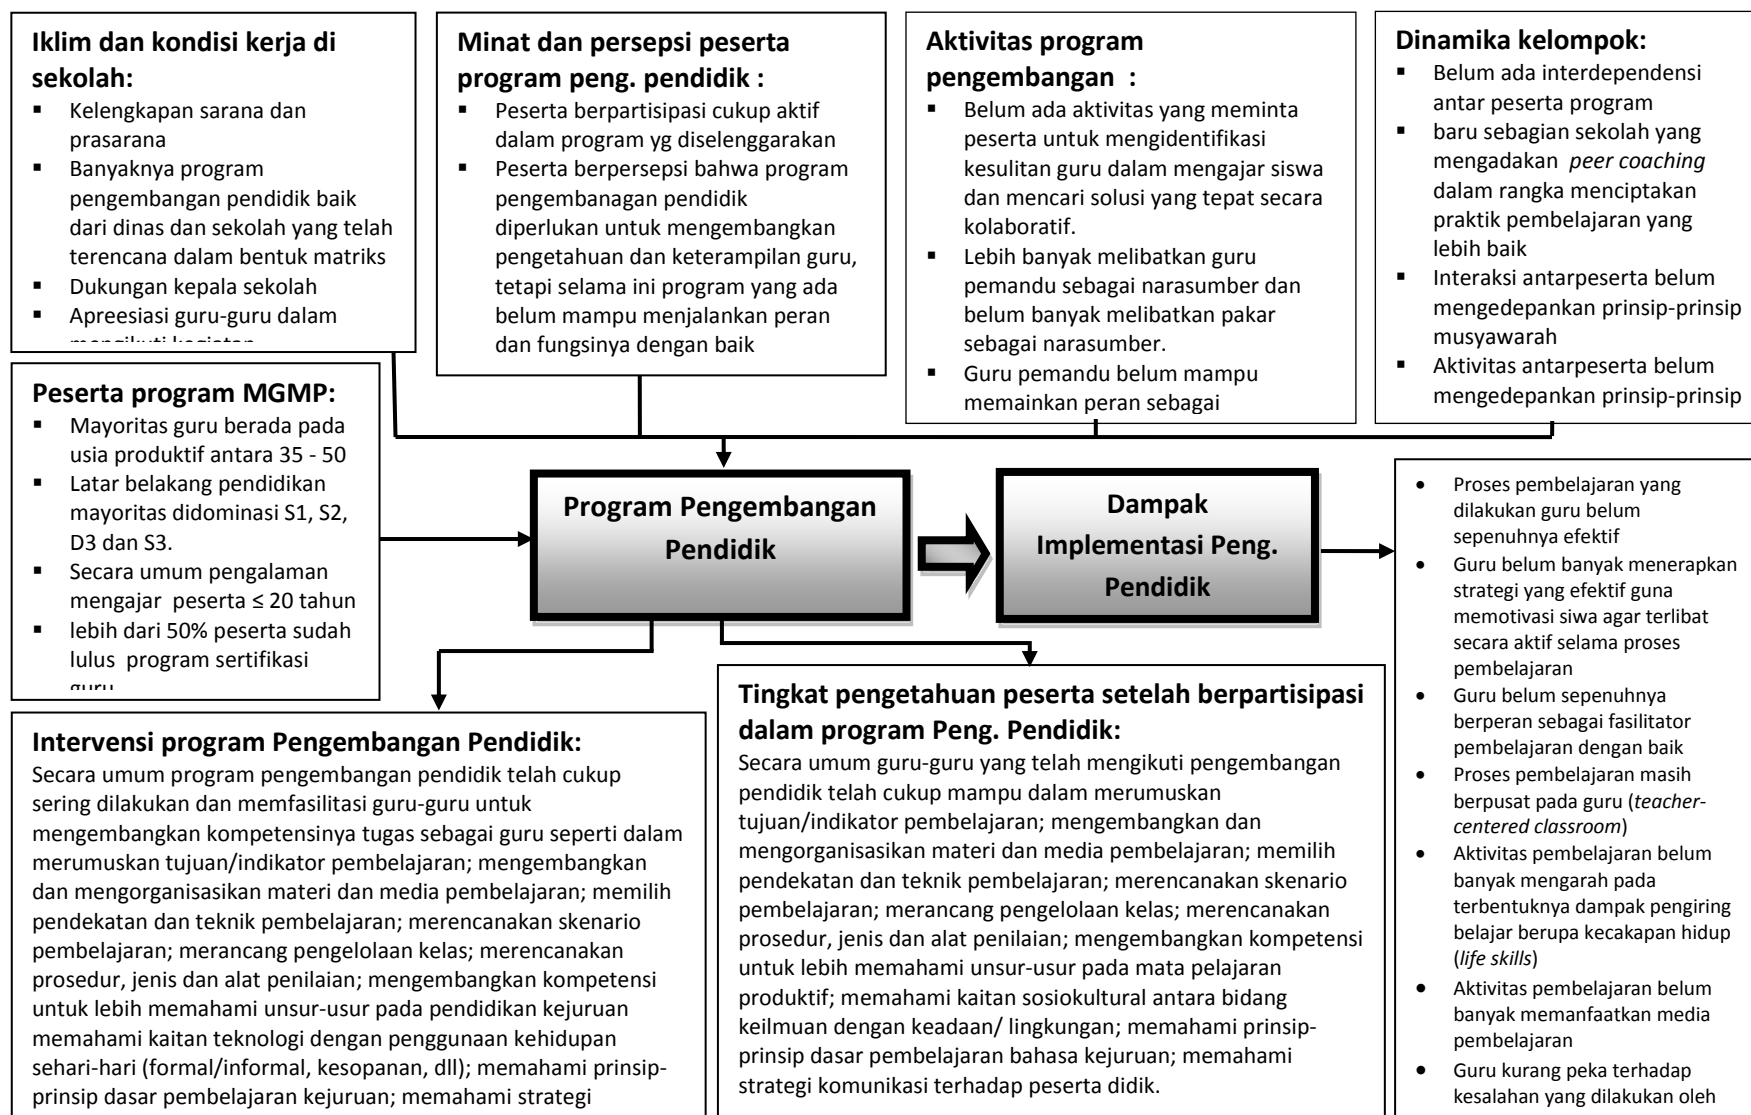 Iklim dan kondisi kerja di
sekolah:
▪ Kelengkapan sarana dan
prasarana
▪ Banyaknya program
pengembangan pendidik baik
dari dinas dan sekolah yang telah
terencana dalam bentuk matriks
▪ Dukungan kepala sekolah
▪ Apreesiasi guru-guru dalam
Minat dan persepsi peserta
program peng. pendidik :
▪ Peserta berpartisipasi cukup aktif
dalam program yg diselenggarakan
▪ Peserta berpersepsi bahwa program
pengembanagan pendidik
diperlukan untuk mengembangkan
pengetahuan dan keterampilan guru,
tetapi selama ini program yang ada
belum mampu menjalankan peran
dan fungsinya dengan baik
Aktivitas program
pengembangan :
▪ Belum ada aktivitas yang meminta
peserta untuk mengidentifikasi
kesulitan guru dalam mengajar siswa
dan mencari solusi yang tepat secara
kolaboratif.
▪ Lebih banyak melibatkan guru
pemandu sebagai narasumber dan
belum banyak melibatkan pakar
sebagai narasumber.
▪ Guru pemandu belum mampu
memainkan peran sebagai
Dinamika kelompok:
▪ Belum ada interdependensi
antar peserta program
▪ baru sebagian sekolah yang
mengadakan peer coaching
dalam rangka menciptakan
praktik pembelajaran yang
lebih baik
▪ Interaksi antarpeserta belum
mengedepankan prinsip-prinsip
musyawarah
▪ Aktivitas antarpeserta belum
mengedepankan prinsip-prinsip
Peserta program MGMP:
▪ Mayoritas guru berada pada
usia produktif antara 35 - 50
▪ Latar belakang pendidikan
mayoritas didominasi S1, S2,
D3 dan S3.
▪ Secara umum pengalaman
mengajar peserta ≤ 20 tahun
▪ lebih dari 50% peserta sudah
lulus program sertifikasi
Program Pengembangan
Pendidik
Dampak
Implementasi Peng.
Pendidik
• Proses pembelajaran yang
dilakukan guru belum
sepenuhnya efektif
• Guru belum banyak menerapkan
strategi yang efektif guna
memotivasi siwa agar terlibat
secara aktif selama proses
pembelajaran
• Guru belum sepenuhnya
berperan sebagai fasilitator
pembelajaran dengan baik
• Proses pembelajaran masih
berpusat pada guru (teacher-
centered classroom)
• Aktivitas pembelajaran belum
banyak mengarah pada
terbentuknya dampak pengiring
belajar berupa kecakapan hidup
(life skills)
• Aktivitas pembelajaran belum
banyak memanfaatkan media
pembelajaran
• Guru kurang peka terhadap
kesalahan yang dilakukan oleh
Intervensi program Pengembangan Pendidik:
Secara umum program pengembangan pendidik telah cukup
sering dilakukan dan memfasilitasi guru-guru untuk
mengembangkan kompetensinya tugas sebagai guru seperti dalam
merumuskan tujuan/indikator pembelajaran; mengembangkan
dan mengorganisasikan materi dan media pembelajaran; memilih
pendekatan dan teknik pembelajaran; merencanakan skenario
pembelajaran; merancang pengelolaan kelas; merencanakan
prosedur, jenis dan alat penilaian; mengembangkan kompetensi
untuk lebih memahami unsur-usur pada pendidikan kejuruan
memahami kaitan teknologi dengan penggunaan kehidupan
sehari-hari (formal/informal, kesopanan, dll); memahami prinsip-
prinsip dasar pembelajaran kejuruan; memahami strategi
Tingkat pengetahuan peserta setelah berpartisipasi
dalam program Peng. Pendidik:
Secara umum guru-guru yang telah mengikuti pengembangan
pendidik telah cukup mampu dalam merumuskan
tujuan/indikator pembelajaran; mengembangkan dan
mengorganisasikan materi dan media pembelajaran; memilih
pendekatan dan teknik pembelajaran; merencanakan skenario
pembelajaran; merancang pengelolaan kelas; merencanakan
prosedur, jenis dan alat penilaian; mengembangkan kompetensi
untuk lebih memahami unsur-usur pada mata pelajaran
produktif; memahami kaitan sosiokultural antara bidang
keilmuan dengan keadaan/ lingkungan; memahami prinsip-
prinsip dasar pembelajaran bahasa kejuruan; memahami
strategi komunikasi terhadap peserta didik.